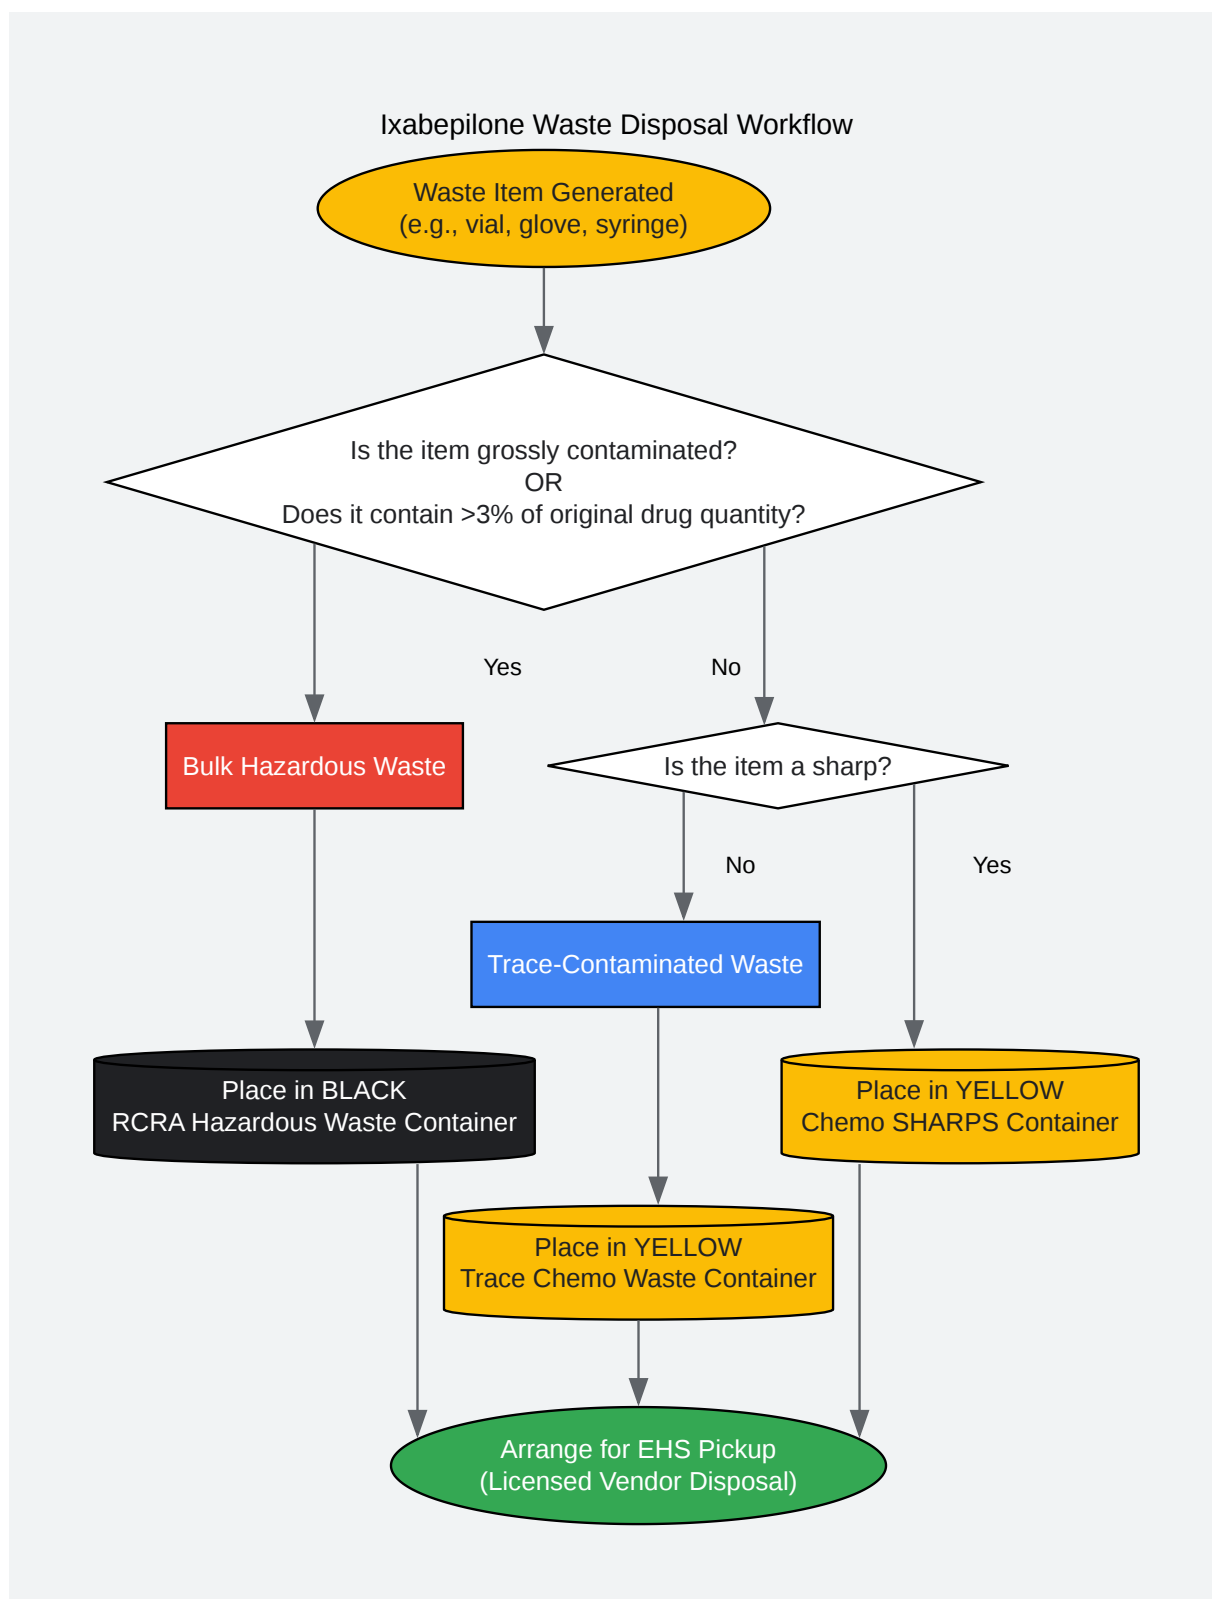 Ixabepilone Waste Disposal Workflow
Waste Item Generated
(e.g., vial, glove, syringe)
Is the item grossly contaminated?
OR
Does it contain >3% of original drug quantity?
Yes
No
Bulk Hazardous Waste
Is the item a sharp?
No
Yes
Trace-Contaminated Waste
Place in BLACK
RCRA Hazardous Waste Container
Place in YELLOW
Chemo SHARPS Container
Place in YELLOW
Trace Chemo Waste Container
Arrange for EHS Pickup
(Licensed Vendor Disposal)